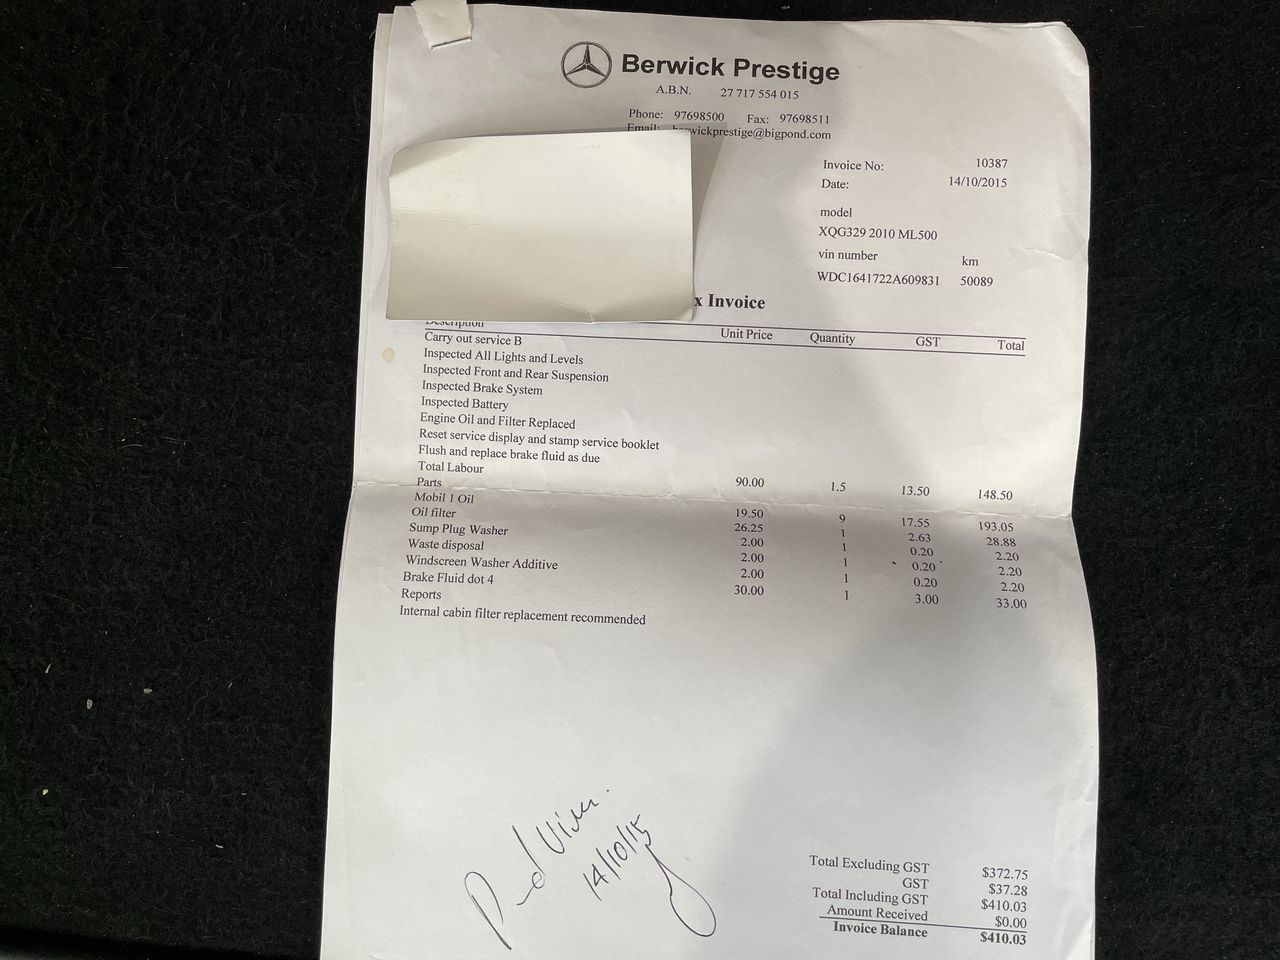 Berwick Prestige
A.B.N. 27 717 554 015
Phone: 97698500 Fax: 97698511
Email: berwickprestige@bigpond.com
Invoice No: 10387
Date: 14/10/2015
model
XQG329 2010 ML500
vin number km
WDC1641722A609831 50089
x Invoice
Description Unit Price Quantity GST Total
Carry out service B
Inspected All Lights and Levels
Inspected Front and Rear Suspension
Inspected Brake System
Inspected Battery
Engine Oil and Filter Replaced
Reset service display and stamp service booklet
Flush and replace brake fluid as due
Total Labour 90.00 1.5 13.50 148.50
Parts
Mobil 1 Oil 19.50 9 17.55 193.05
Oil filter 26.25 1 2.63 28.88
Sump Plug Washer 2.00 1 0.20 2.20
Waste disposal 2.00 1 0.20 2.20
Windscreen Washer Additive 2.00 1 0.20 2.20
Brake Fluid dot 4 30.00 1 3.00 33.00
Reports
Internal cabin filter replacement recommended
14/10/15
Total Excluding GST $372.75
GST $37.28
Total Including GST $410.03
Amount Received $0.00
Invoice Balance $410.03